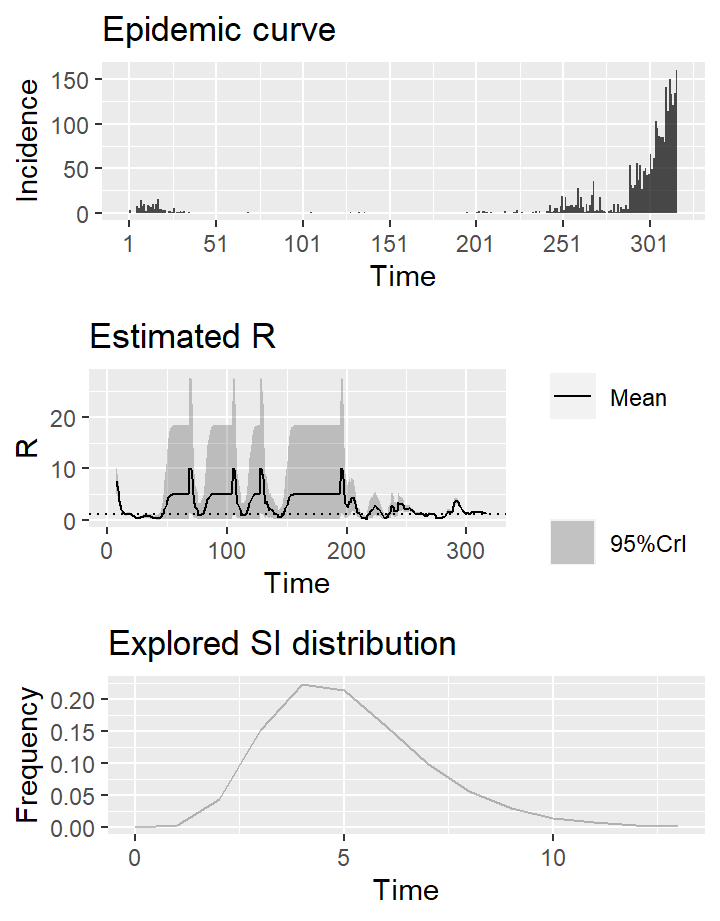 Epidemic curve
150
100
50
0
Incidence
1 51 101 151 201 251 301
Time
Estimated R
20
10
0
R
0 100 200 300
Time
Mean
95%CrI
Explored SI distribution
0.20
0.15
0.10
0.05
0.00
Frequency
0 5 10
Time